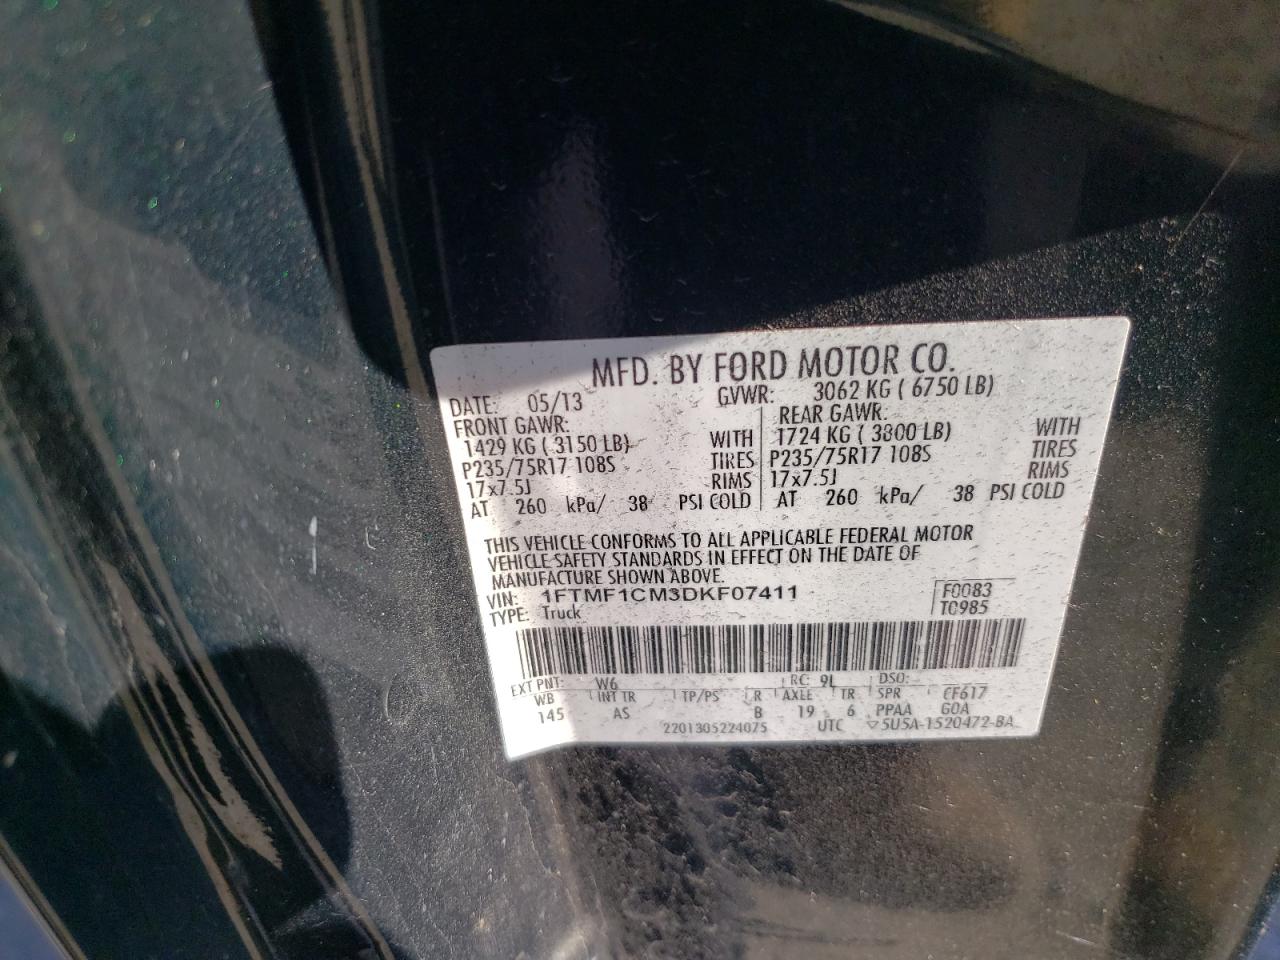 MFD. BY FORD MOTOR CO.
DATE: 05/13 GVWR: 3062 KG ( 6750 LB)
FRONT GAWR: REAR GAWR:
1429 KG ( 3150 LB) WITH 1724 KG ( 3800 LB) WITH
P235/75R17 108S TIRES P235/75R17 108S TIRES
17x7.5J RIMS 17x7.5J RIMS
AT 260 kPa/ 38 PSI COLD AT 260 kPa/ 38 PSI COLD
THIS VEHICLE CONFORMS TO ALL APPLICABLE FEDERAL MOTOR
VEHICLE SAFETY STANDARDS IN EFFECT ON THE DATE OF
MANUFACTURE SHOWN ABOVE.
VIN: 1FTMF1CM3DKF07411 F0083
TYPE: Truck T0985
EXT PNT: W6 RC: 9L DSO:
WB INT TR TP/PS R AXLE TR SPR CF617
145 AS B 19 6 PPAA G0A
2201305224075 UTC ▽5U5A-1520472-BA